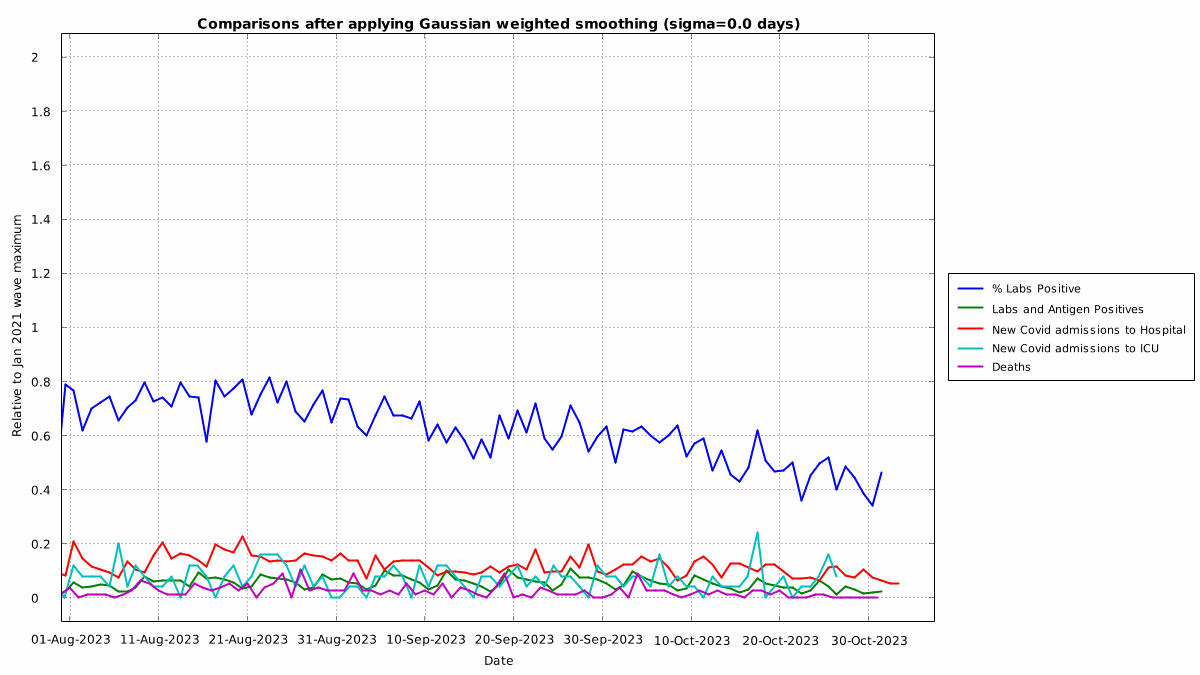 Comparisons after applying Gaussian weighted smoothing (sigma=0.0 days)
Relative to Jan 2021 wave maximum
2
1.8
1.6
1.4
1.2
1
0.8
0.6
0.4
0.2
0
01-Aug-2023 11-Aug-2023 21-Aug-2023 31-Aug-2023 10-Sep-2023 20-Sep-2023 30-Sep-2023 10-Oct-2023 20-Oct-2023 30-Oct-2023
Date
% Labs Positive
Labs and Antigen Positives
New Covid admissions to Hospital
New Covid admissions to ICU
Deaths